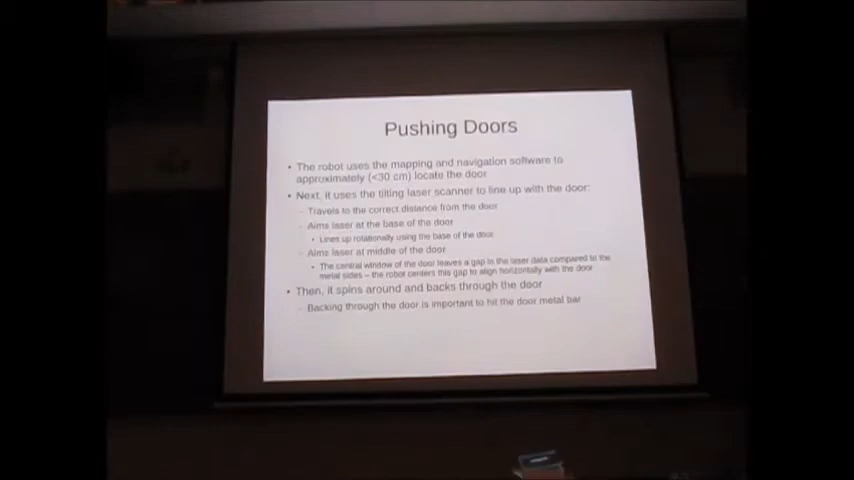 Pushing Doors
• The robot uses the mapping and navigation software to
approximately (<30 cm) locate the door
• Next, it uses the tilting laser scanner to line up with the door:
– Travels to the correct distance from the door
– Aims laser at the base of the door
• Lines up rotationally using the base of the door
– Aims laser at middle of the door
• The central window of the door leaves a gap in the laser data compared to the
metal sides – the robot centers this gap to align horizontally with the door
• Then, it spins around and backs through the door
– Backing through the door is important to hit the door metal bar